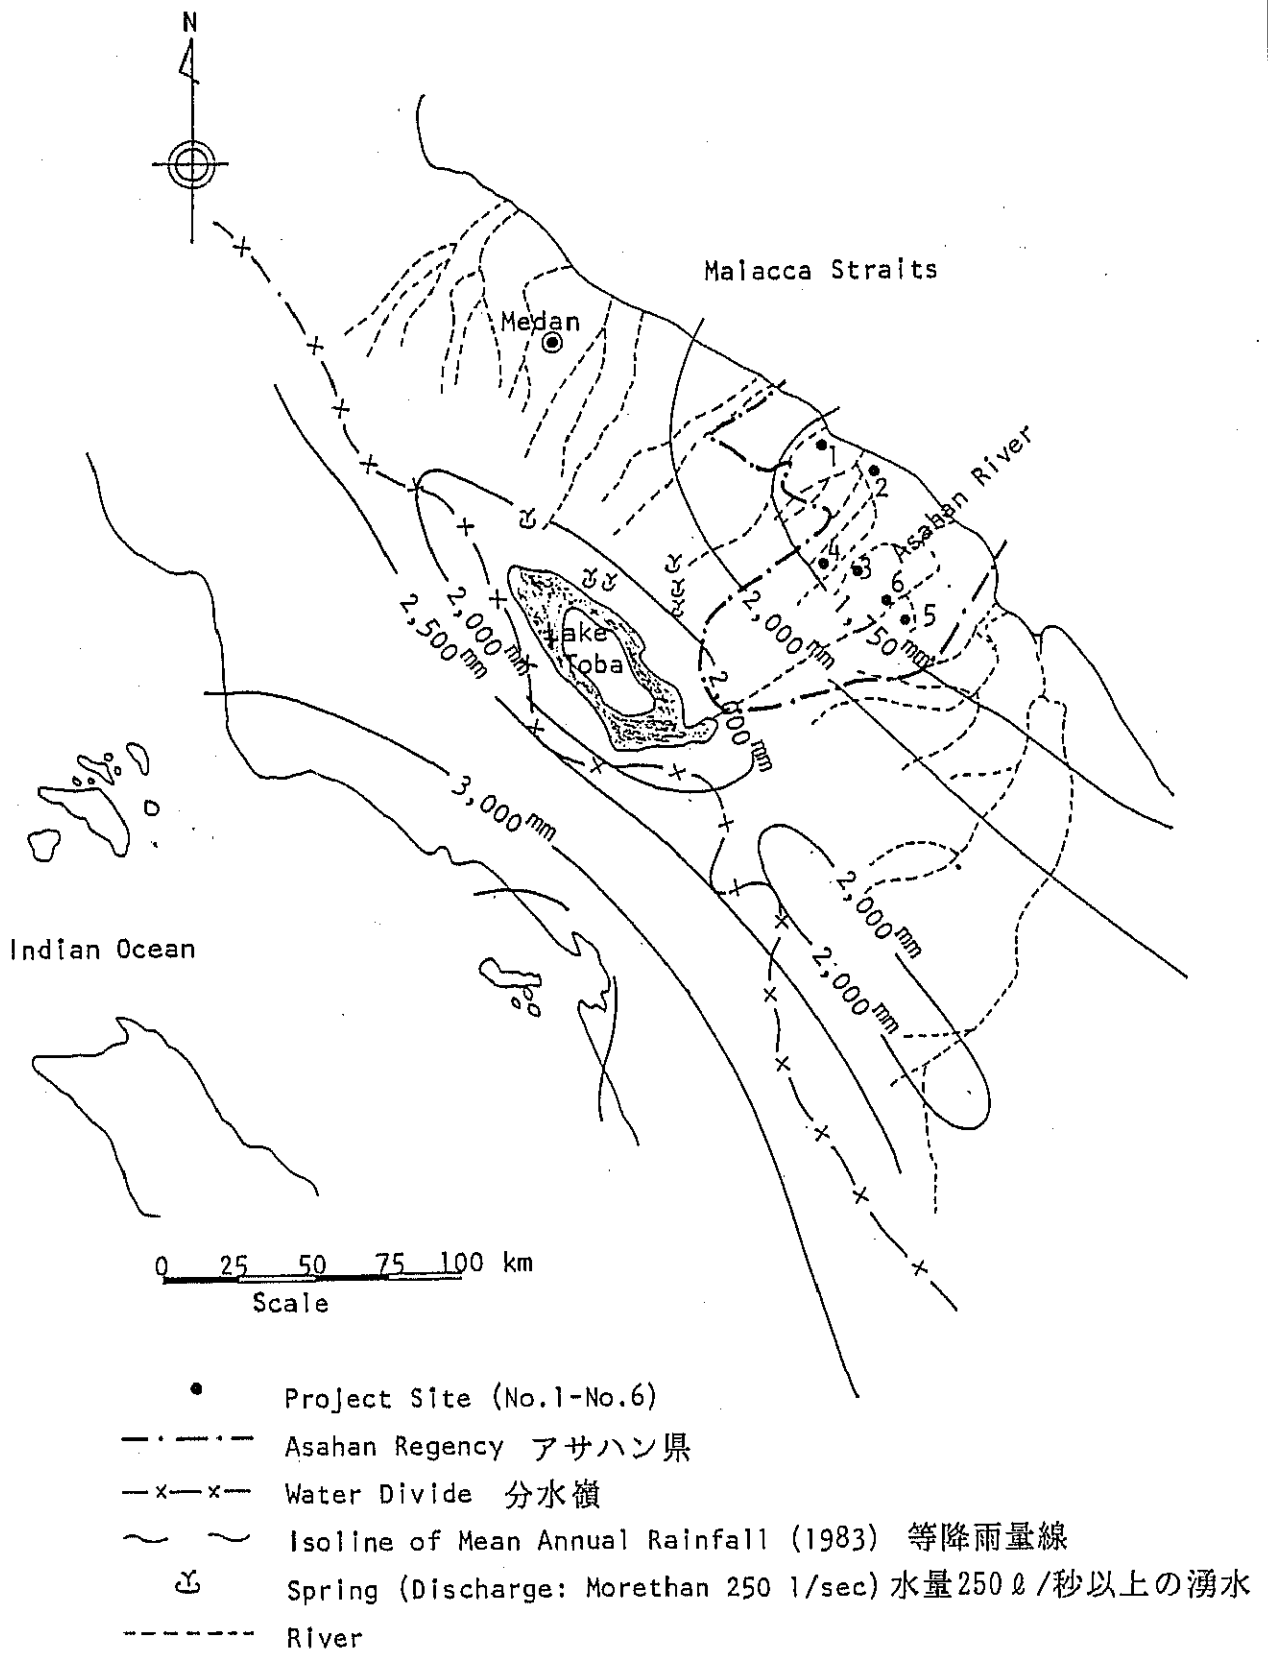 N
Malacca Straits
Medan
Asahan River
1
2
4
3
6
5
2,000mm
2,500mm
Lake
Toba
2,000mm
1,750mm
2,000mm
3,000mm
2,000mm
2,000mm
Indian Ocean
0 25 50 75 100 km
Scale
Project Site (No.1-No.6)
Asahan Regency アサハン県
Water Divide 分水嶺
Isoline of Mean Annual Rainfall (1983) 等降雨量線
Spring (Discharge: Morethan 250 l/sec) 水量250ℓ/秒以上の湧水
River